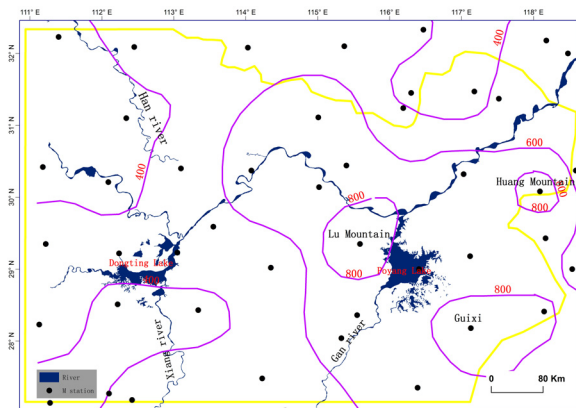 111° E 112° E 113° E 114° E 115° E 116° E 117° E 118° E
32° N
31° N
30° N
29° N
28° N
400
400
600
Han river
400
800
Huang Mountain
800
Lu Mountain
800
Dongting Lake
Poyang Lake
800
Guixi
Xiang river
Gan river
River
M station
0 80 Km